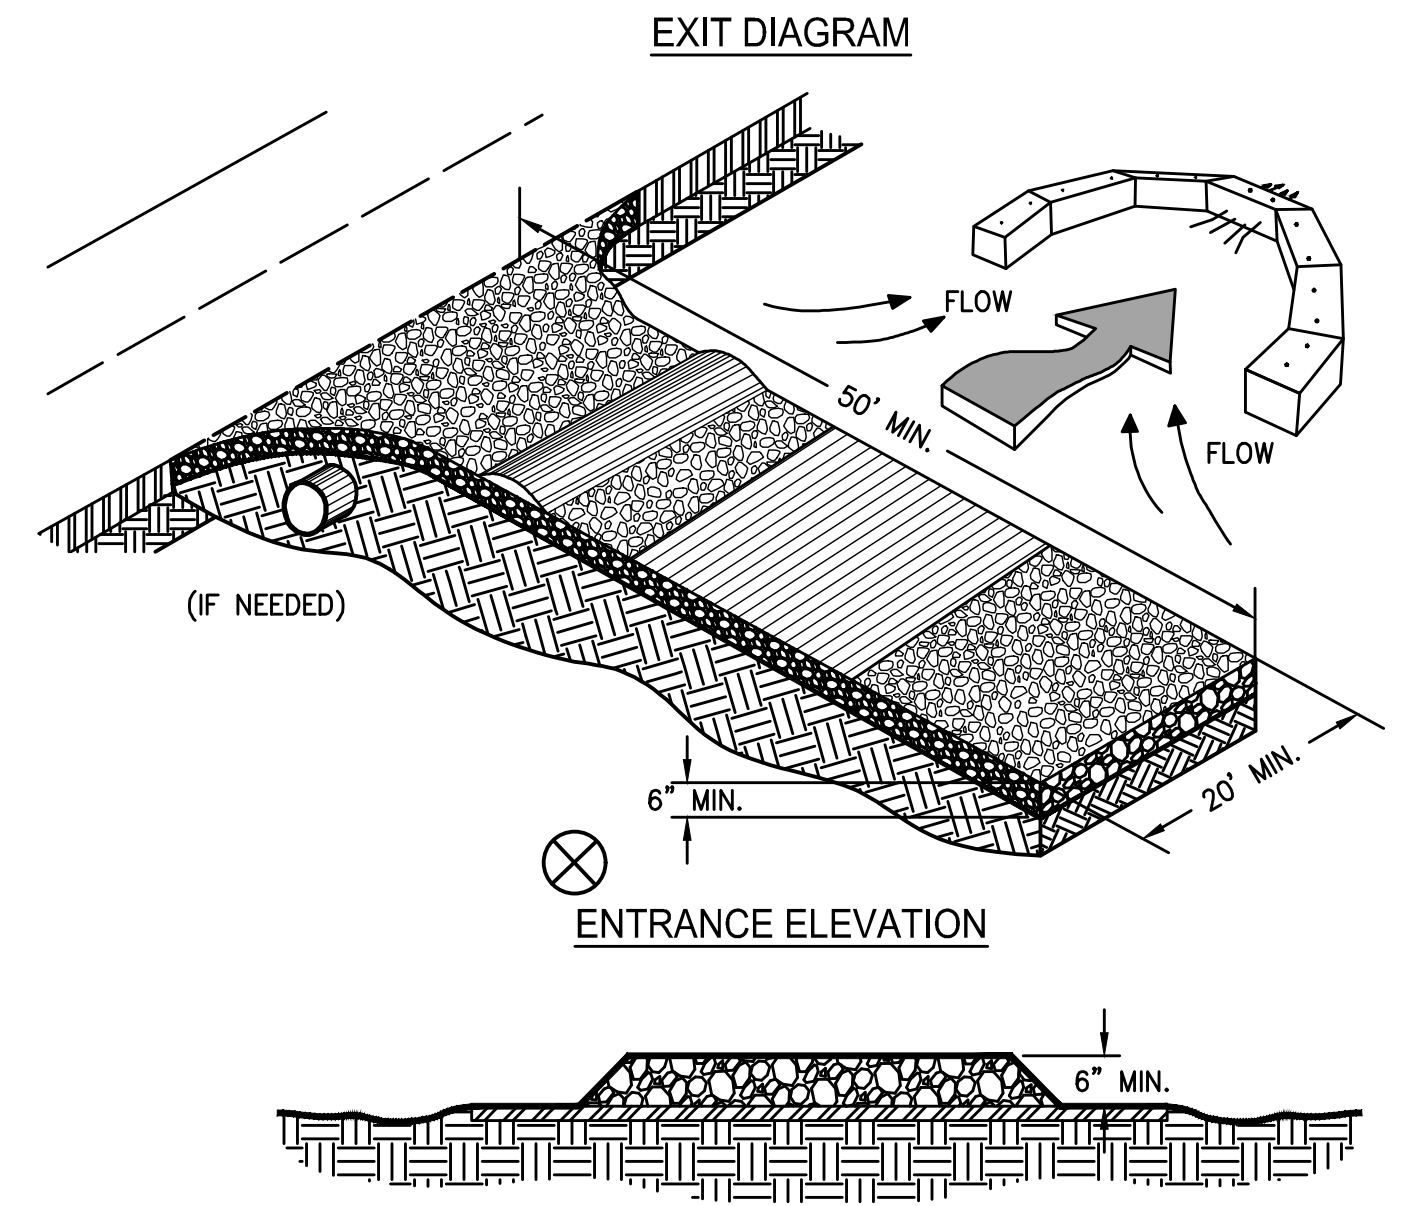 EXIT DIAGRAM
FLOW
50' MIN.
FLOW
(IF NEEDED)
20' MIN.
6" MIN.
ENTRANCE ELEVATION
6" MIN.